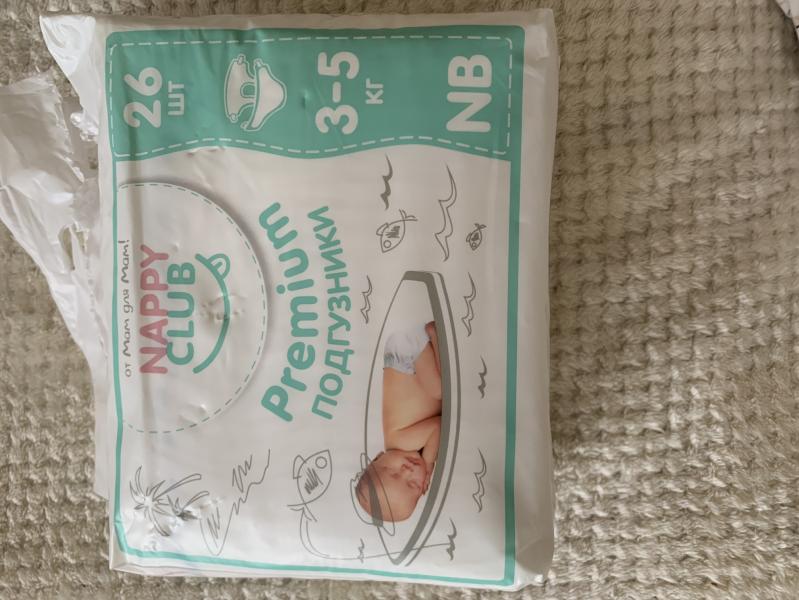 26
шт
3-5
кг
NB
от мам для мам!
NAPPY
CLUB
Premium
подгузники